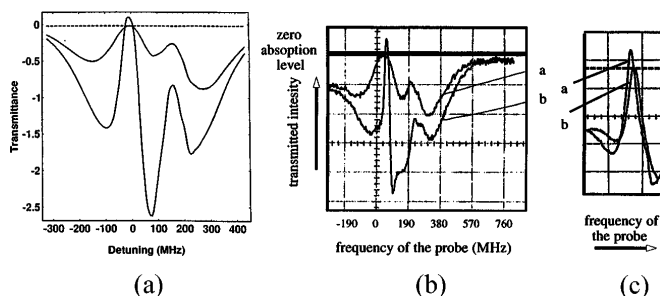 0
-0.5
-1
-1.5
-2
-2.5
Transmittance
-300 -200 -100 0 100 200 300 400
Detuning (MHz)
(a)
zero
absoption
level
transmitted intesity
a
b
-190 0 190 380 570 760
frequency of the probe (MHz)
(b)
a
b
frequency of
the probe
(c)